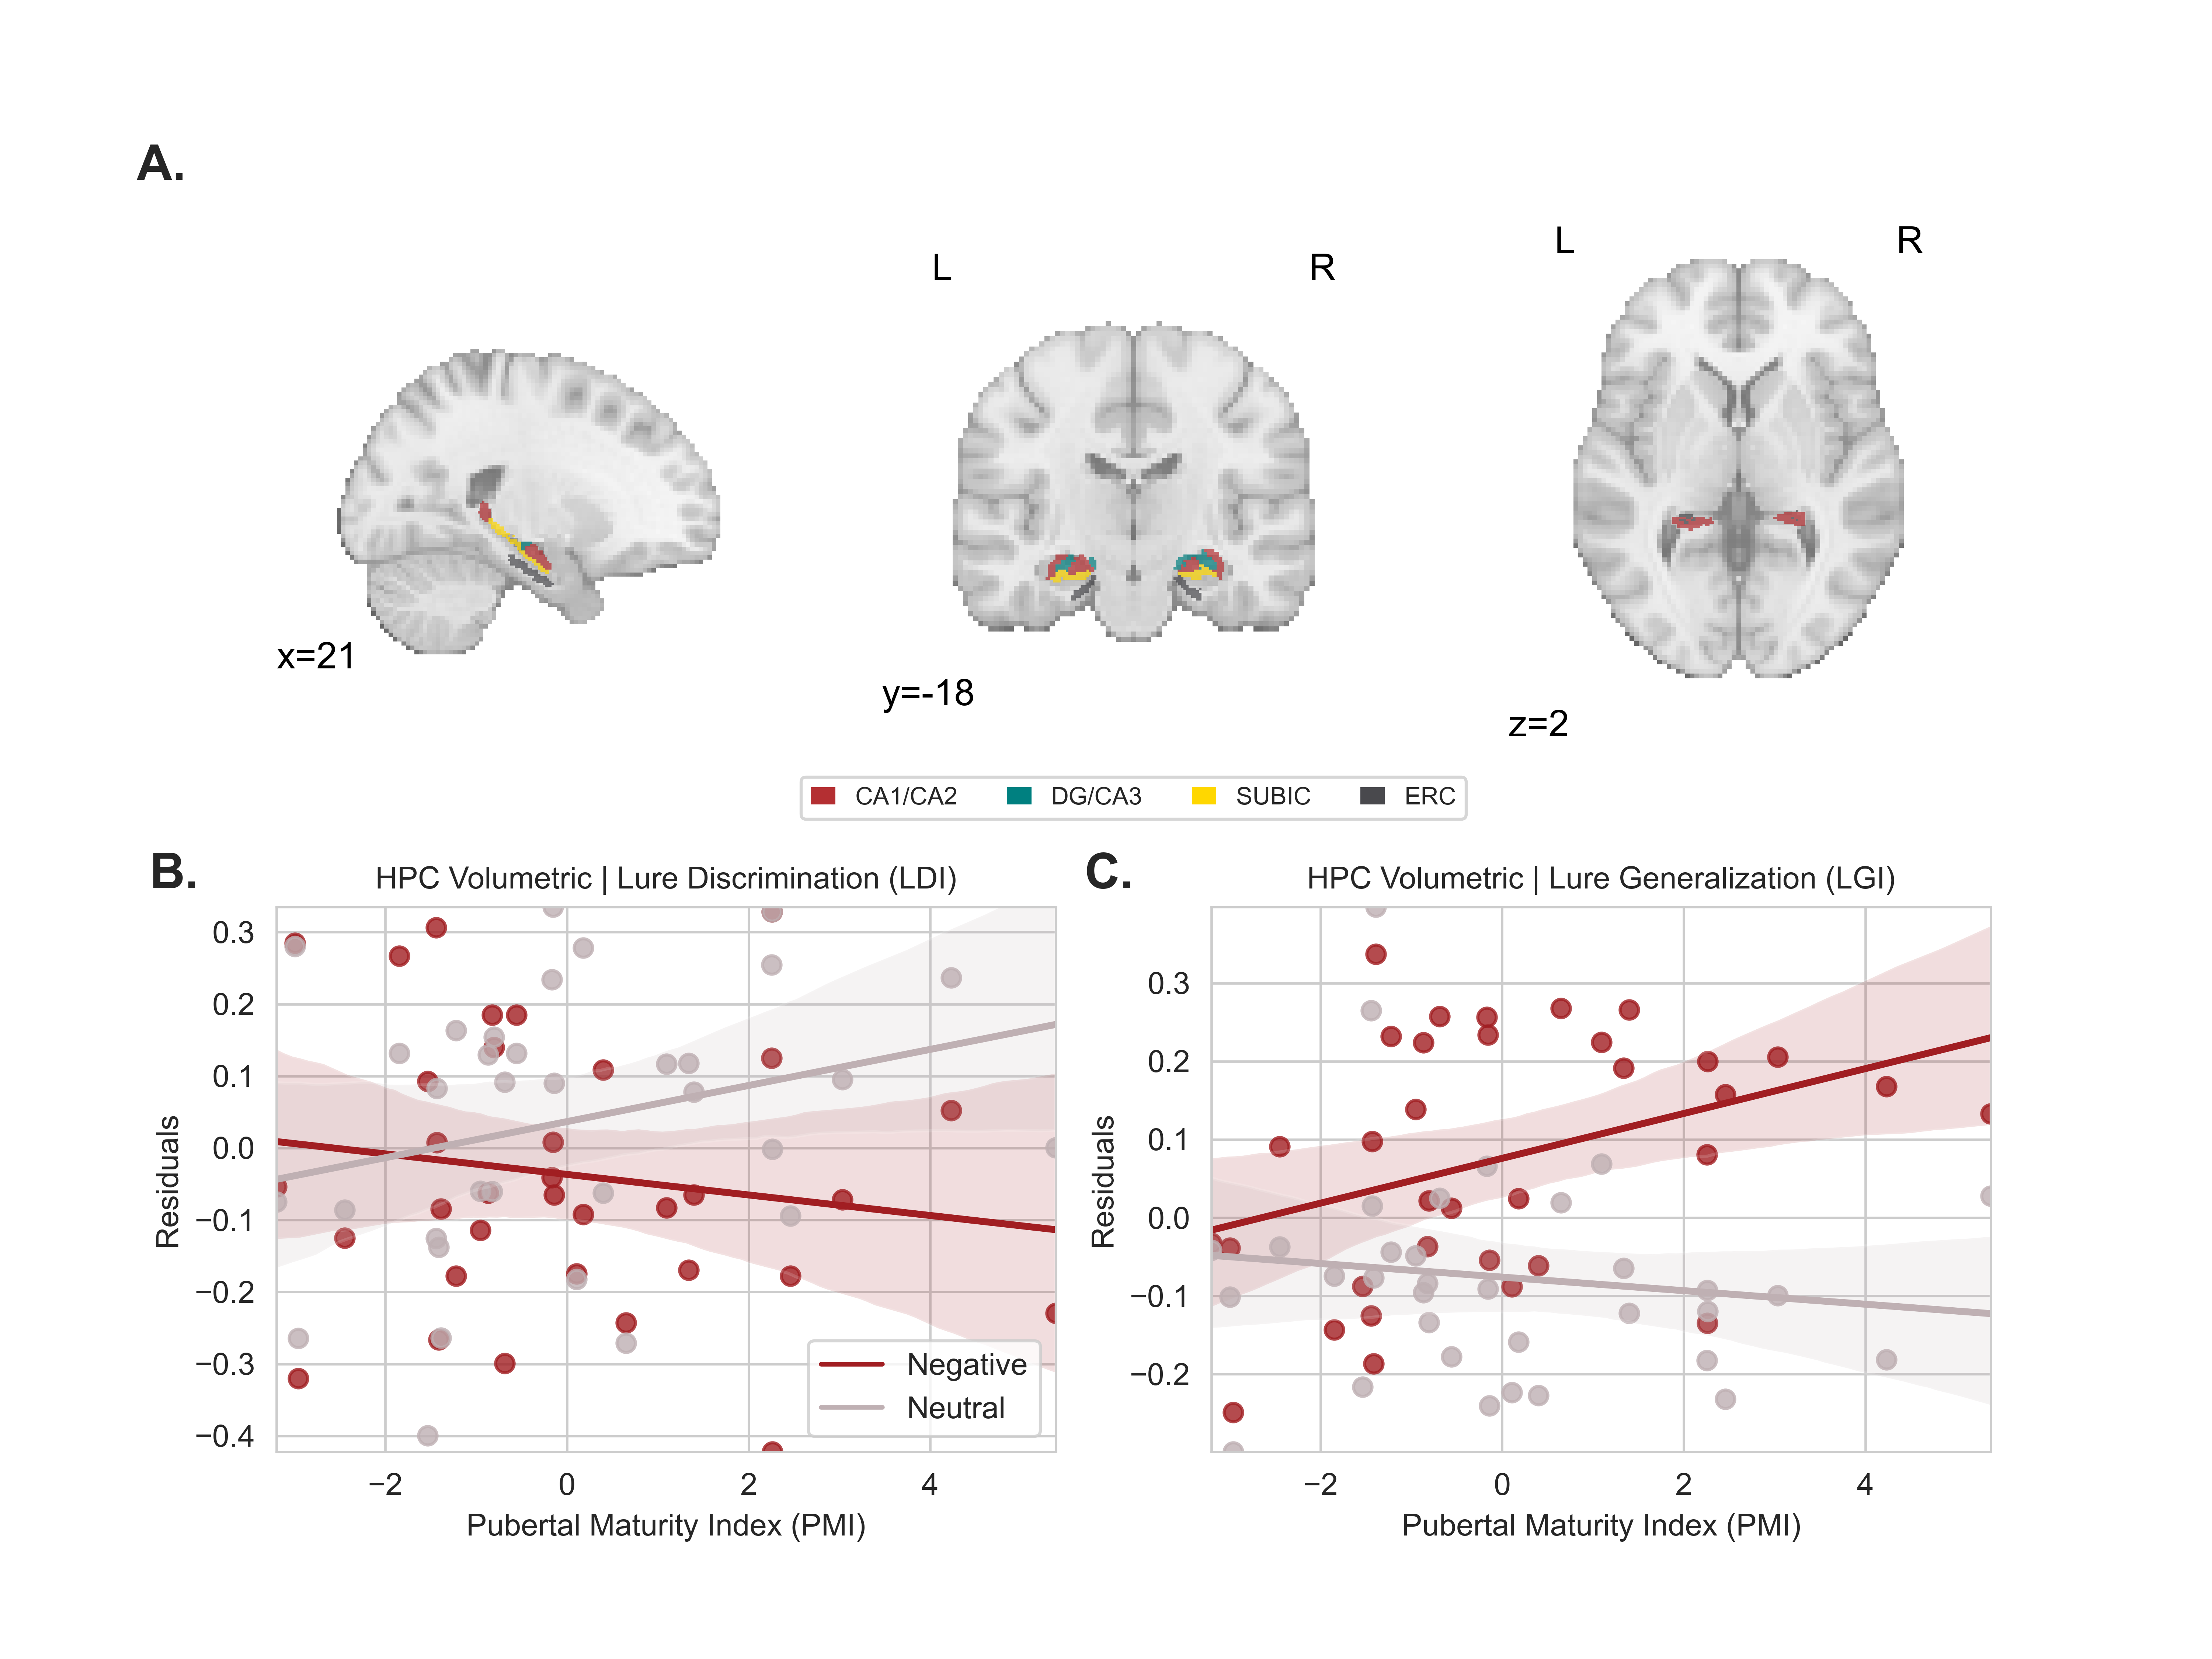 A.
L
R
L
R
x=21
y=-18
z=2
CA1/CA2
DG/CA3
SUBIC
ERC
B.
HPC Volumetric | Lure Discrimination (LDI)
0.3
0.2
0.1
0.0
−0.1
−0.2
−0.3
−0.4
Residuals
Negative
Neutral
−2
0
2
4
Pubertal Maturity Index (PMI)
C.
HPC Volumetric | Lure Generalization (LGI)
0.3
0.2
0.1
0.0
−0.1
−0.2
Residuals
−2
0
2
4
Pubertal Maturity Index (PMI)